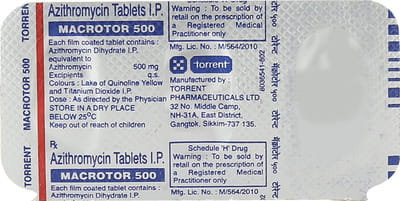 TORRENT
Azithromycin Tablets I.P.
MACROTOR 500
Each film coated tablet contains :
Azithromycin Dihydrate I.P.
equivalent to
Azithromycin 500 mg
Excipients q.s.
Colours : Lake of Quinoline Yellow
and Titanium Dioxide I.P.
Dose : As directed by the Physician
STORE IN A DRY PLACE
BELOW 25°C
Keep out of reach of children
Warning : To be sold by
retail on the prescription of
a Registered Medical
Practitioner only
Mfg. Lic. No. : M/564/2010
torrent
Manufactured by :
TORRENT
PHARMACEUTICALS LTD.
32 No. Middle Camp,
NH-31A, East District,
Gangtok, Sikkim-737 135.
8036541-802
TORRENT
Rx
Azithromycin Tablets I.P.
MACROTOR 500
Each film coated tablet contains :
Azithromycin Dihydrate I.P.
Schedule 'H' Drug
Warning : To be sold by
retail on the prescription of
a Registered Medical
Practitioner only
Mfg. Lic. No. : M/564/2010